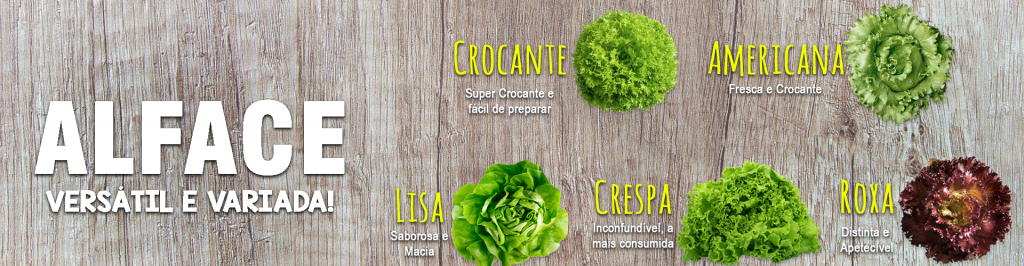 ALFACE
VERSÁTIL E VARIADA!
CROCANTE
Super Crocante e
fácil de preparar
AMERICANA
Fresca e Crocante
LISA
Saborosa e
Macia
CRESPA
Inconfundível, a
mais consumida
ROXA
Distinta e
Apetecível